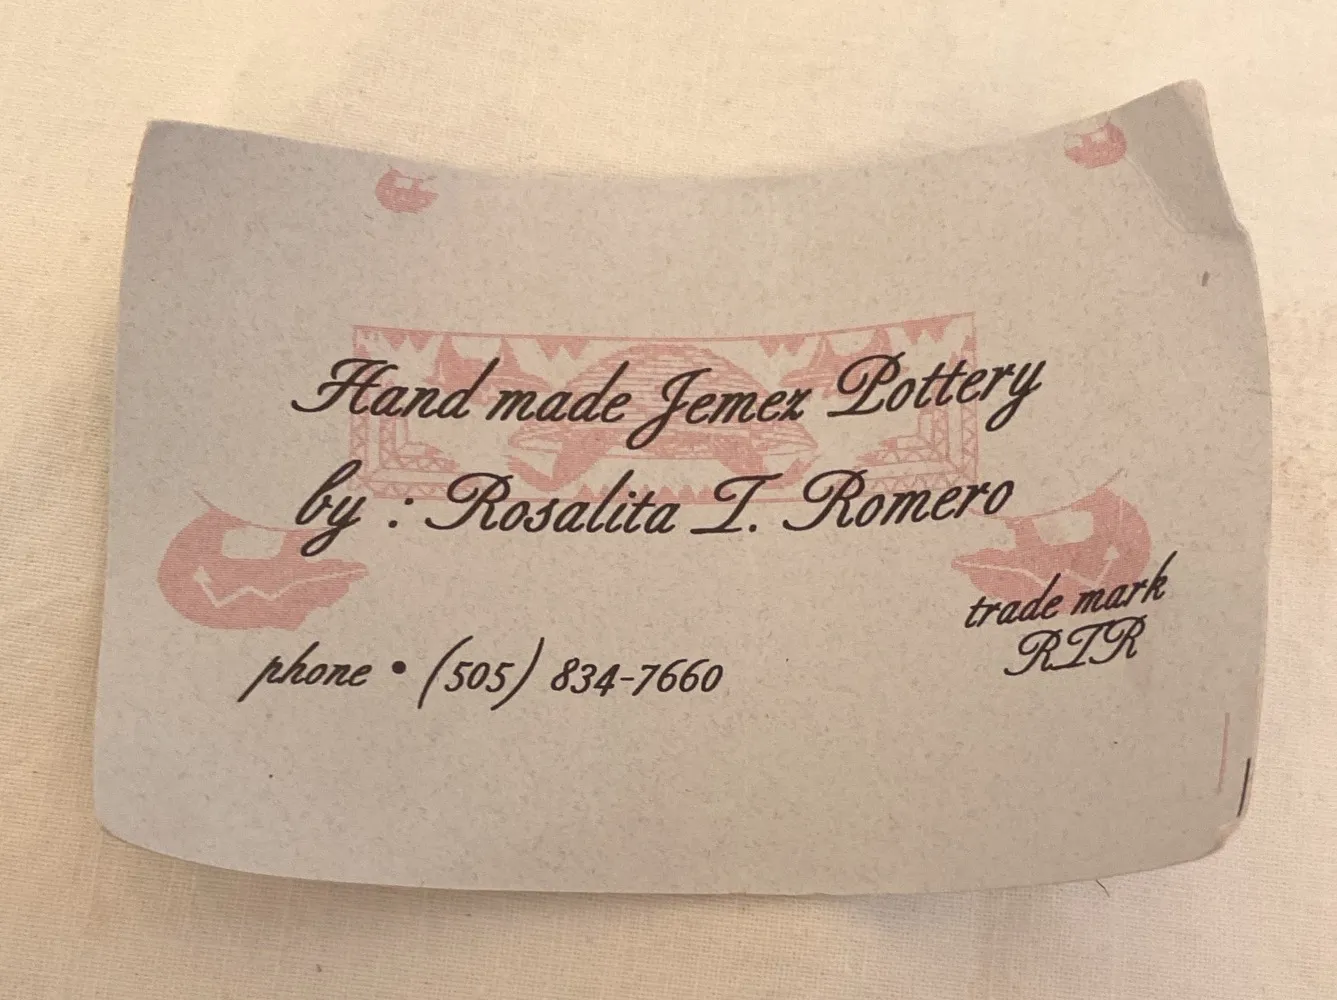 Hand made Jemez Pottery
by : Rosalita T. Romero
trade mark
RTR
phone • (505) 834-7660